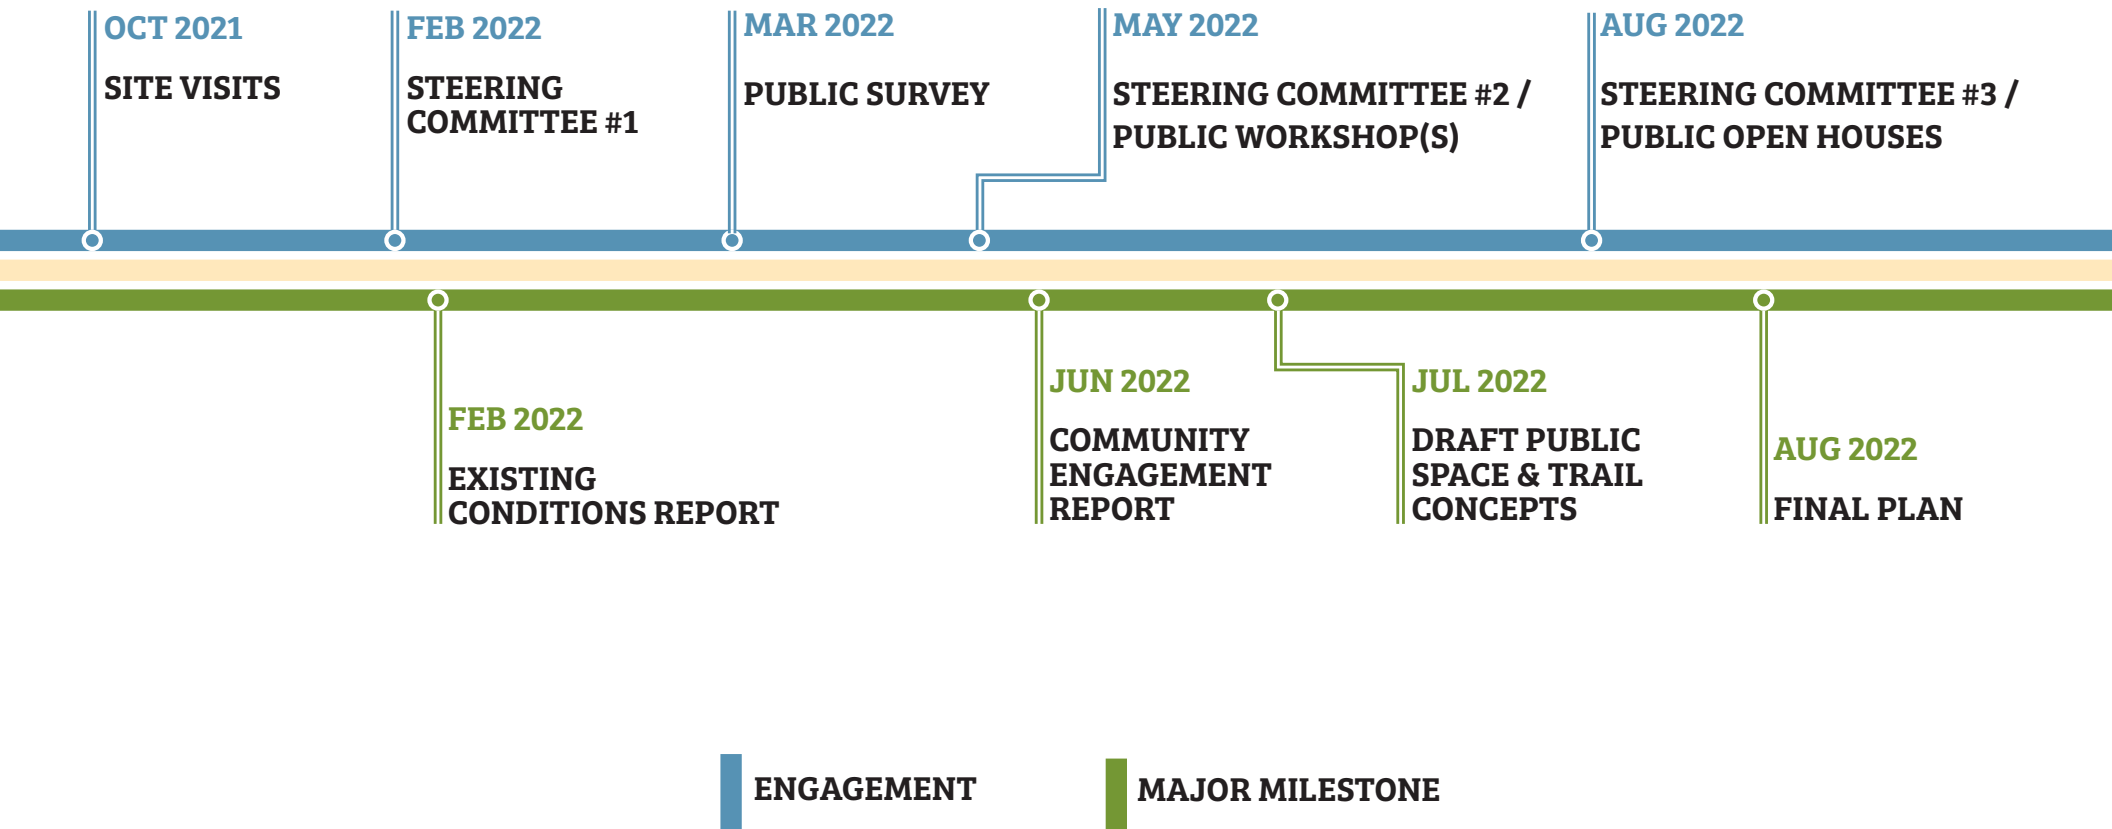 OCT 2021
SITE VISITS
FEB 2022
STEERING
COMMITTEE #1
MAR 2022
PUBLIC SURVEY
MAY 2022
STEERING COMMITTEE #2 /
PUBLIC WORKSHOP(S)
AUG 2022
STEERING COMMITTEE #3 /
PUBLIC OPEN HOUSES
FEB 2022
EXISTING
CONDITIONS REPORT
JUN 2022
COMMUNITY
ENGAGEMENT
REPORT
JUL 2022
DRAFT PUBLIC
SPACE & TRAIL
CONCEPTS
AUG 2022
FINAL PLAN
ENGAGEMENT
MAJOR MILESTONE